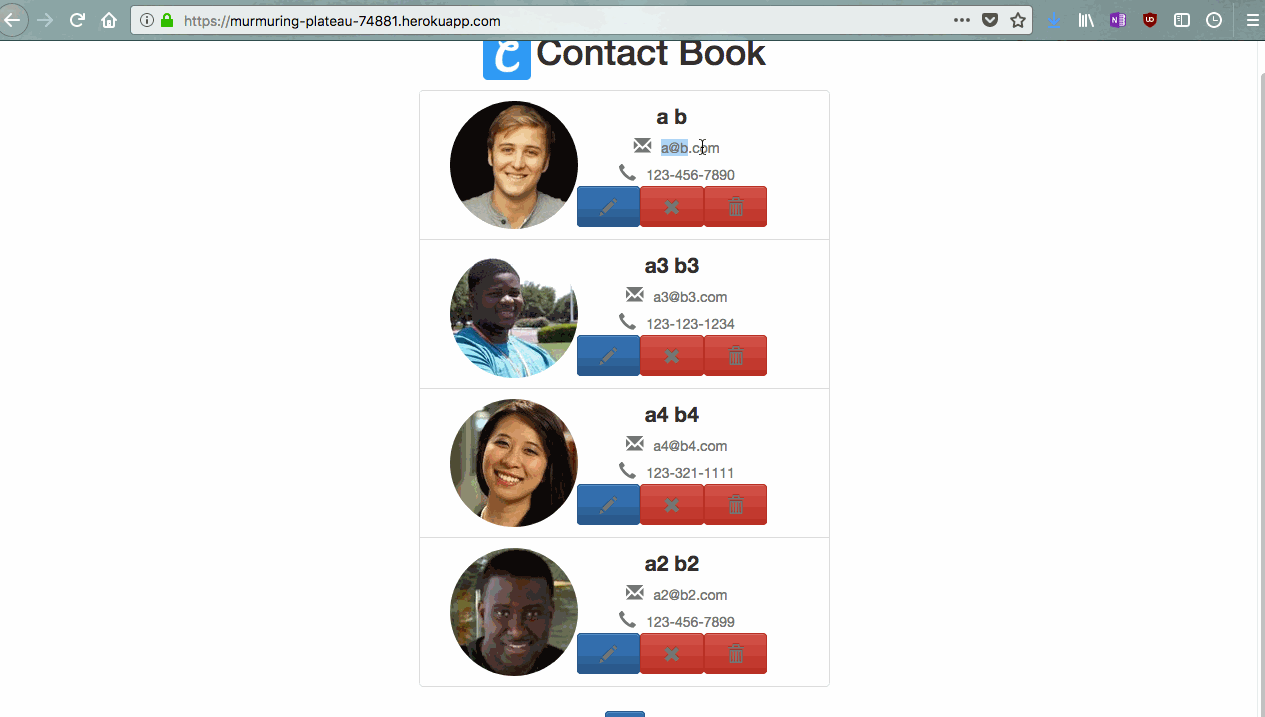 https://murmuring-plateau-74881.herokuapp.com
C Contact Book
a b
a@b.com
123-456-7890
a3 b3
a3@b3.com
123-123-1234
a4 b4
a4@b4.com
123-321-1111
a2 b2
a2@b2.com
123-456-7899